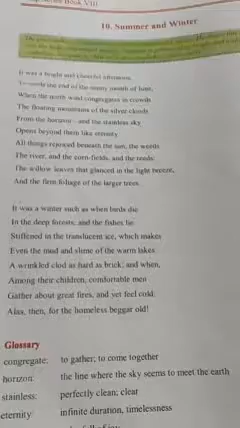 Book VIII
10. Summer and Winter
It was a bright and cheerful afternoon,
Towards the end of the sunny month of June,
When the north wind congregates in crowds
The floating mountains of the silver clouds
From the horizon - and the stainless sky
Opens beyond them like eternity.
All things rejoiced beneath the sun, the weeds,
The river, and the corn-fields, and the reeds;
The willow leaves that glanced in the light breeze,
And the firm foliage of the larger trees.
It was a winter such as when birds die
In the deep forests; and the fishes lie
Stiffened in the translucent ice, which makes
Even the mud and slime of the warm lakes
A wrinkled clod as hard as brick; and when,
Among their children, comfortable men
Gather about great fires, and yet feel cold:
Alas, then, for the homeless beggar old!
Glossary
congregate: to gather; to come together
horizon: the line where the sky seems to meet the earth
stainless: perfectly clean; clear
eternity: infinite duration, timelessness